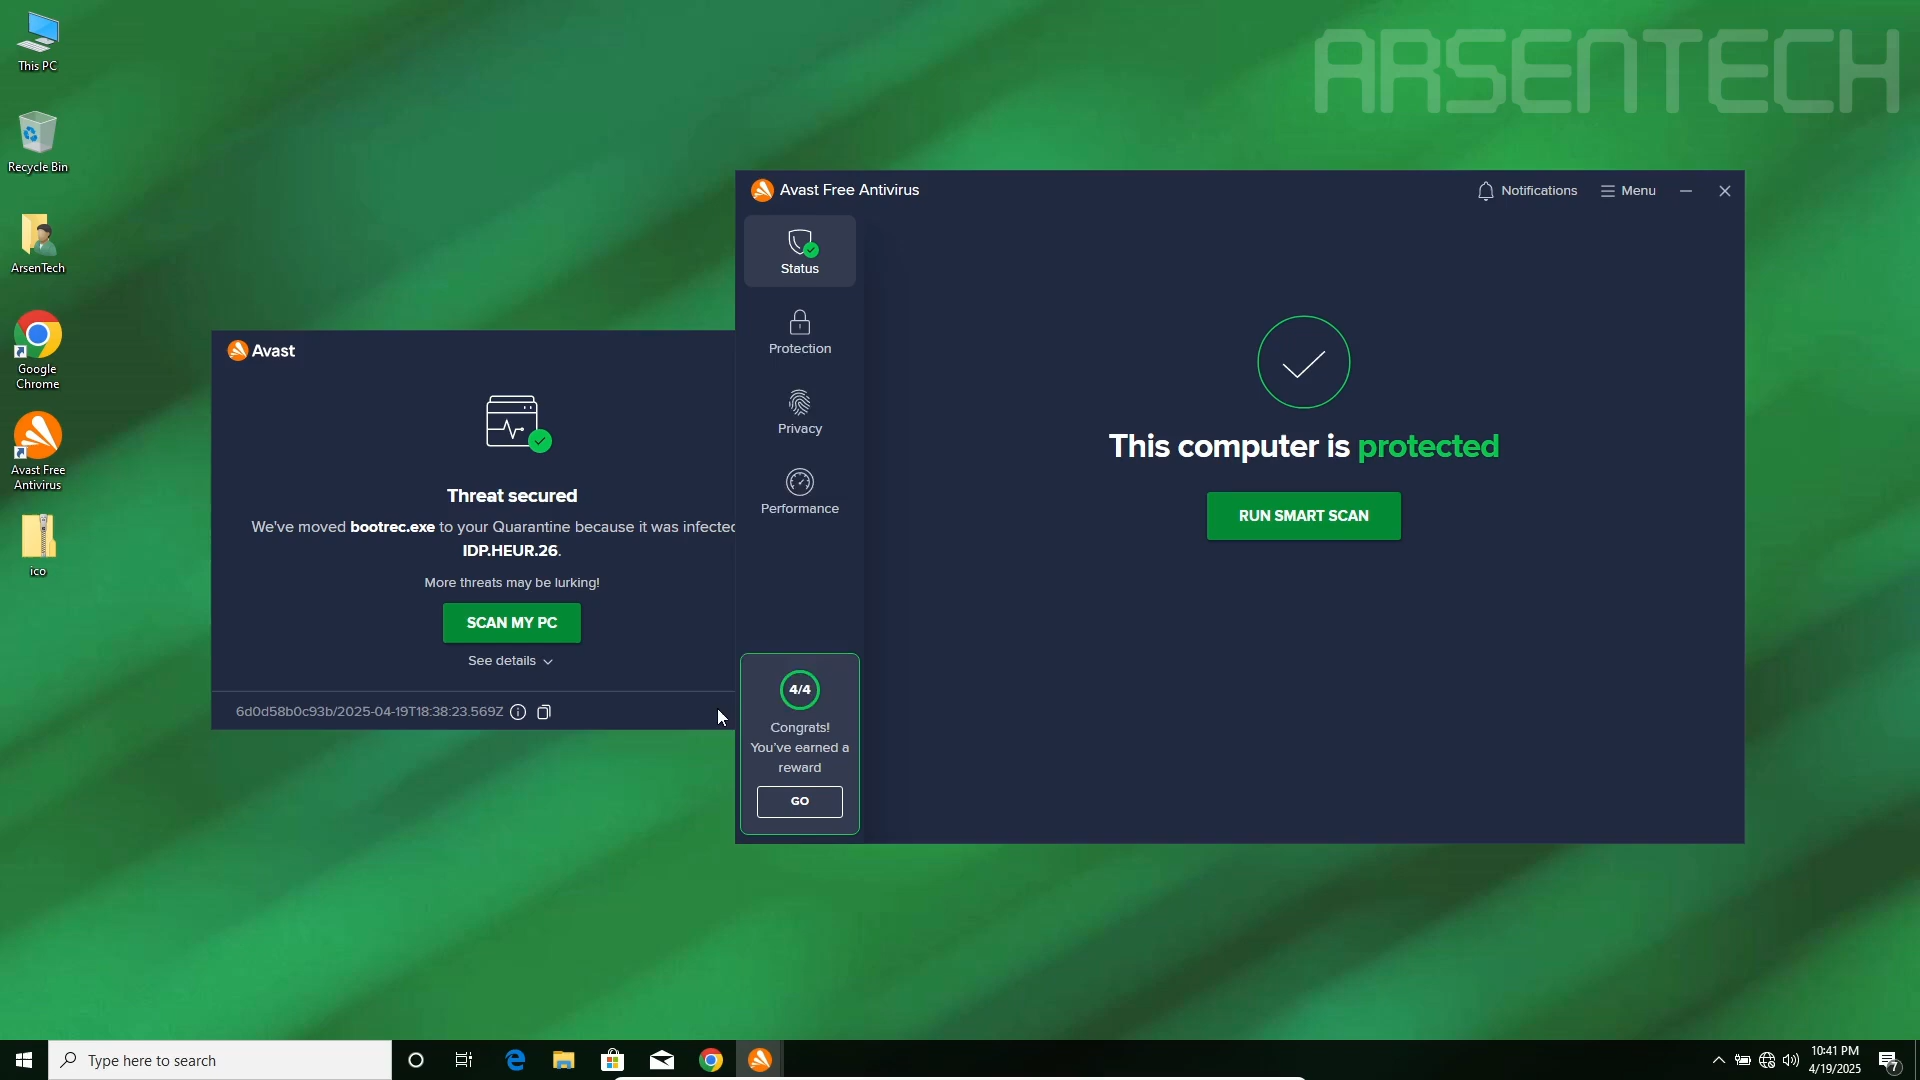 ARSENTECH
This PC
Recycle Bin
ArsenTech
Google
Chrome
Avast Free
Antivirus
ico
Avast
Threat secured
We've moved bootrec.exe to your Quarantine because it was infected
IDP.HEUR.26.
More threats may be lurking!
SCAN MY PC
See details
6d0d58b0c93b/2025-04-19T18:38:23.569Z
Avast Free Antivirus
Notifications
Menu
Status
Protection
Privacy
Performance
4/4
Congrats!
You've earned a
reward
GO
This computer is protected
RUN SMART SCAN
Type here to search
10:41 PM
4/19/2025
7